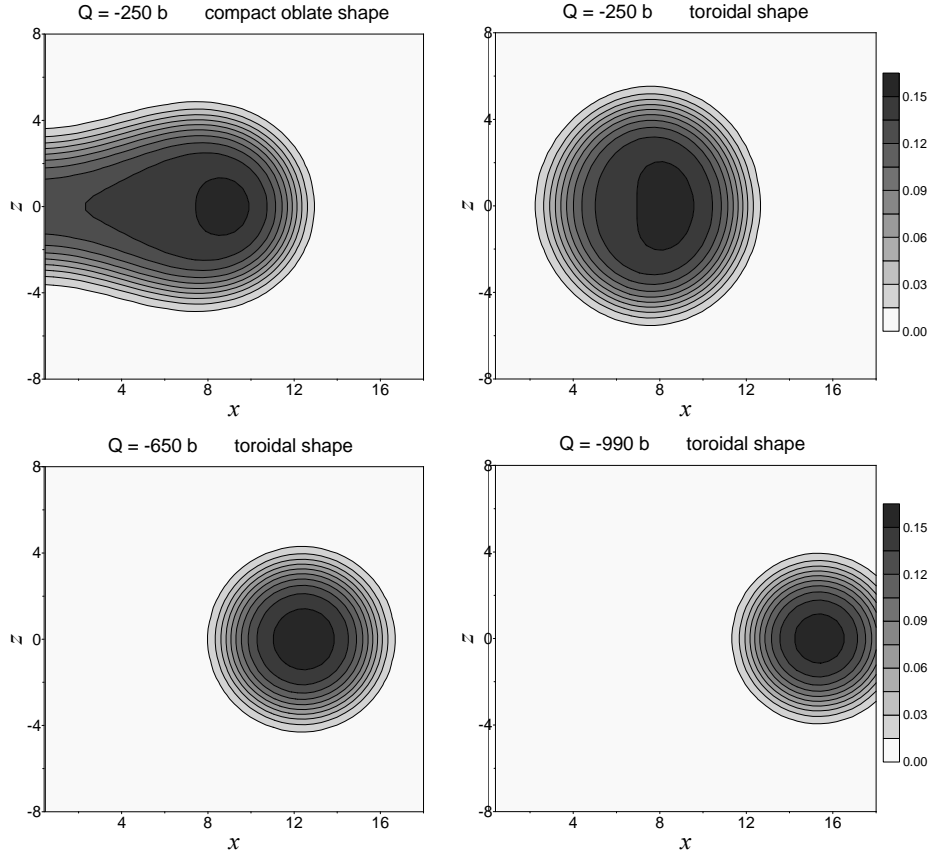 Q = -250 b compact oblate shape
8
4
0
-4
-8
z
4 8 12 16
x
Q = -250 b toroidal shape
8
4
0
-4
-8
z
4 8 12 16
x
0.15
0.12
0.09
0.06
0.03
0.00
Q = -650 b toroidal shape
8
4
0
-4
-8
z
4 8 12 16
x
Q = -990 b toroidal shape
8
4
0
-4
-8
z
4 8 12 16
x
0.15
0.12
0.09
0.06
0.03
0.00